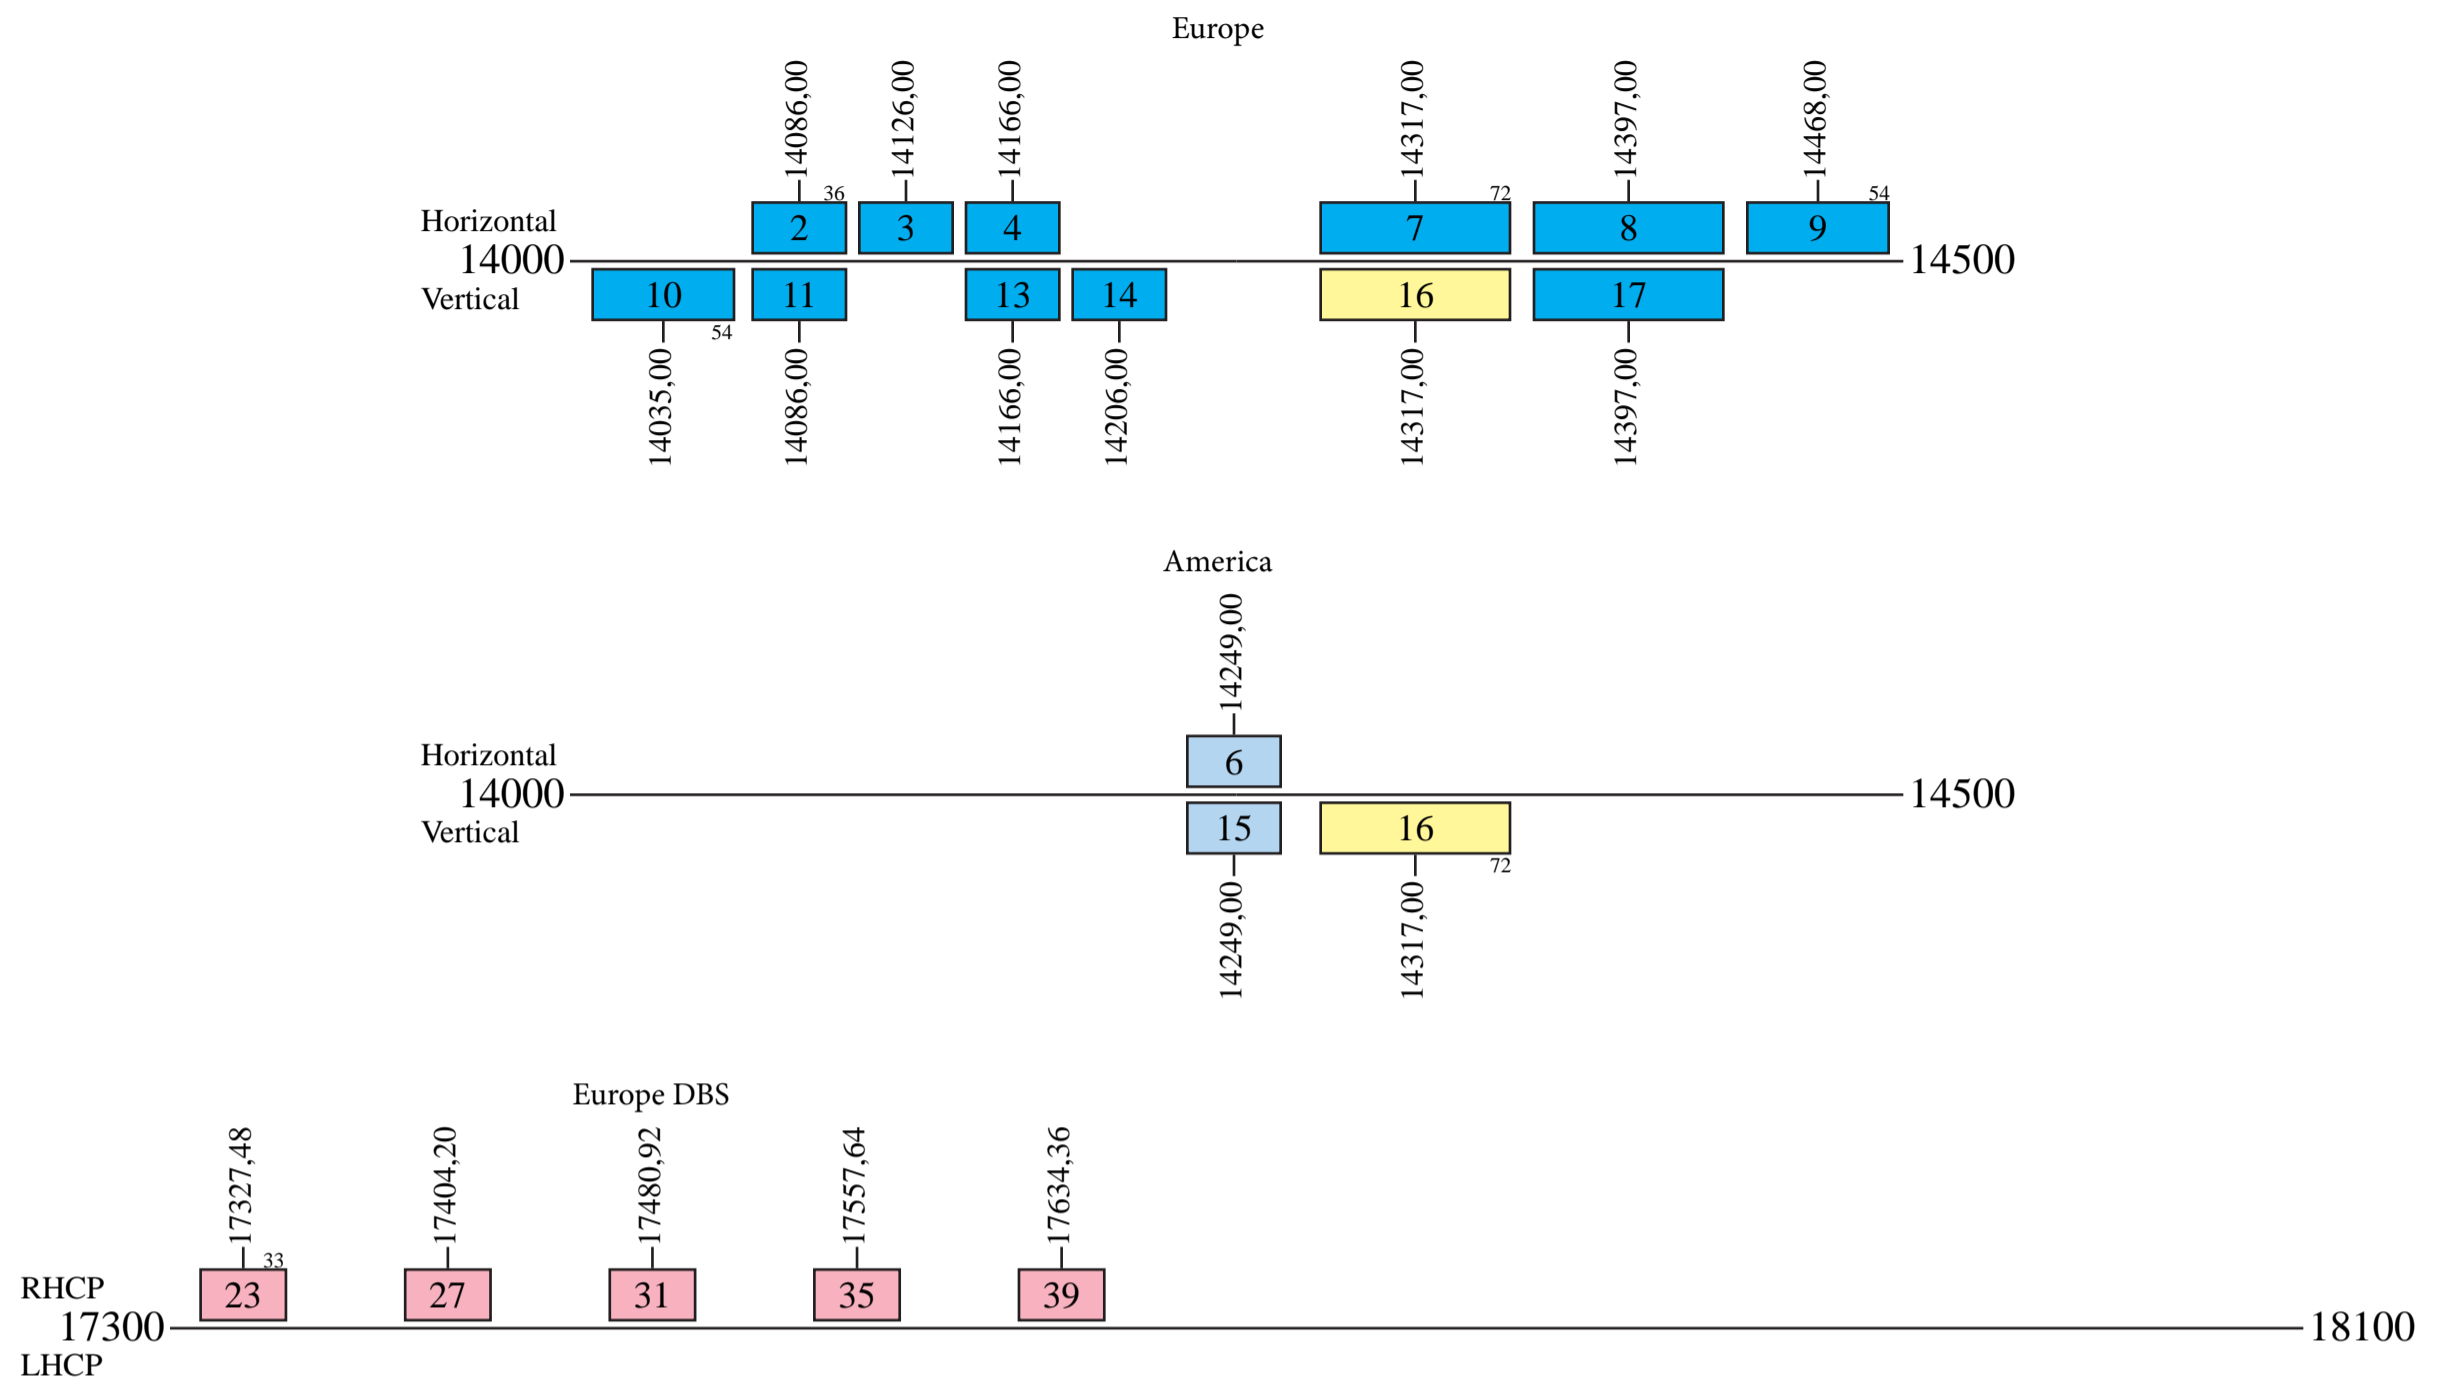 Europe
14086,00 14126,00 14166,00 14317,00 14397,00 14468,00
36 72 54
Horizontal 2 3 4 7 8 9
14000 14500
Vertical 10 11 13 14 16 17
54
14035,00 14086,00 14166,00 14206,00 14317,00 14397,00
America
14249,00
Horizontal 6
14000 14500
Vertical 15 16
72
14249,00 14317,00
Europe DBS
17327,48 17404,20 17480,92 17557,64 17634,36
33
RHCP 23 27 31 35 39
17300 18100
LHCP